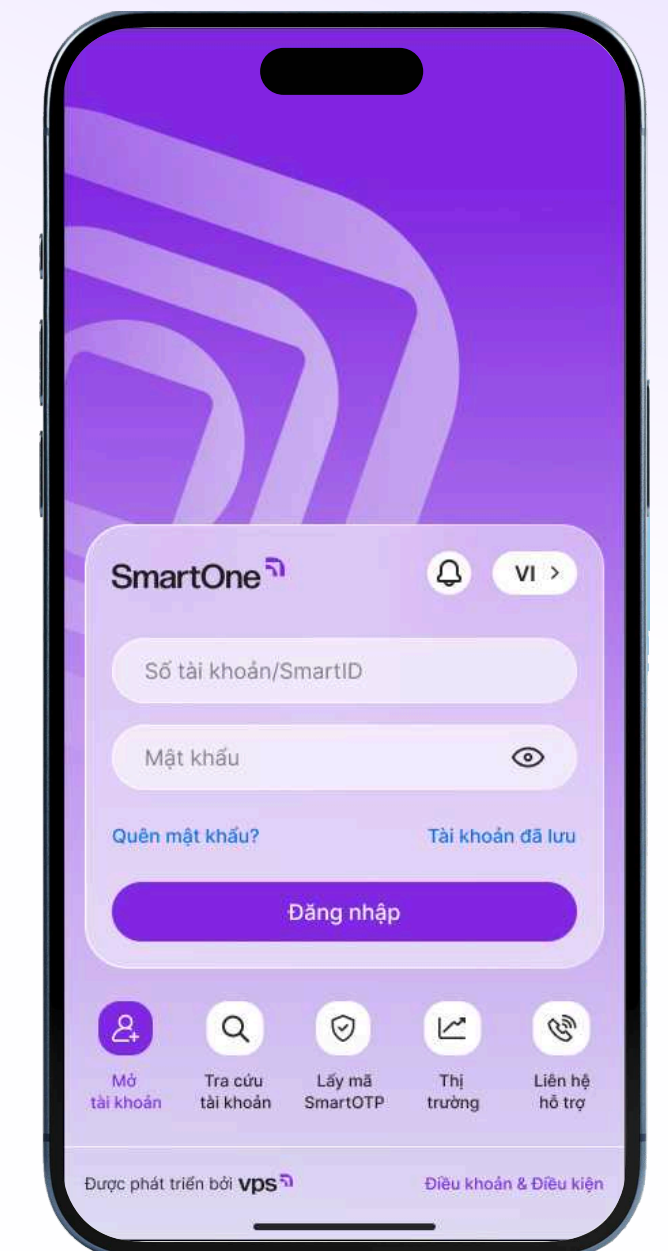 SmartOne
VI
Số tài khoản/SmartID
Mật khẩu
Quên mật khẩu?
Tài khoản đã lưu
Đăng nhập
Mở
tài khoản
Tra cứu
tài khoản
Lấy mã
SmartOTP
Thị
trường
Liên hệ
hỗ trợ
Được phát triển bởi vps
Điều khoản & Điều kiện